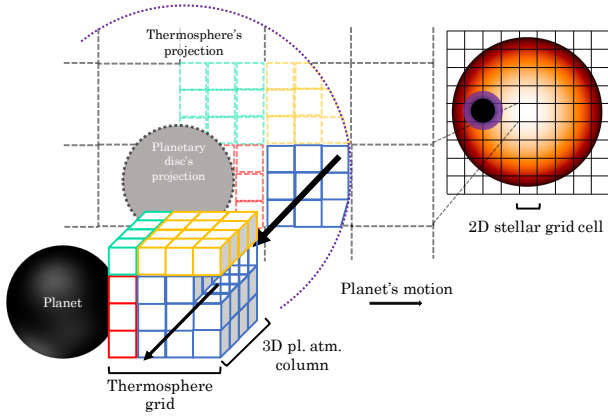 Thermosphere's
projection
Planetary
disc's
projection
2D stellar grid cell
Planet
Planet's motion
3D pl. atm.
column
Thermosphere
grid